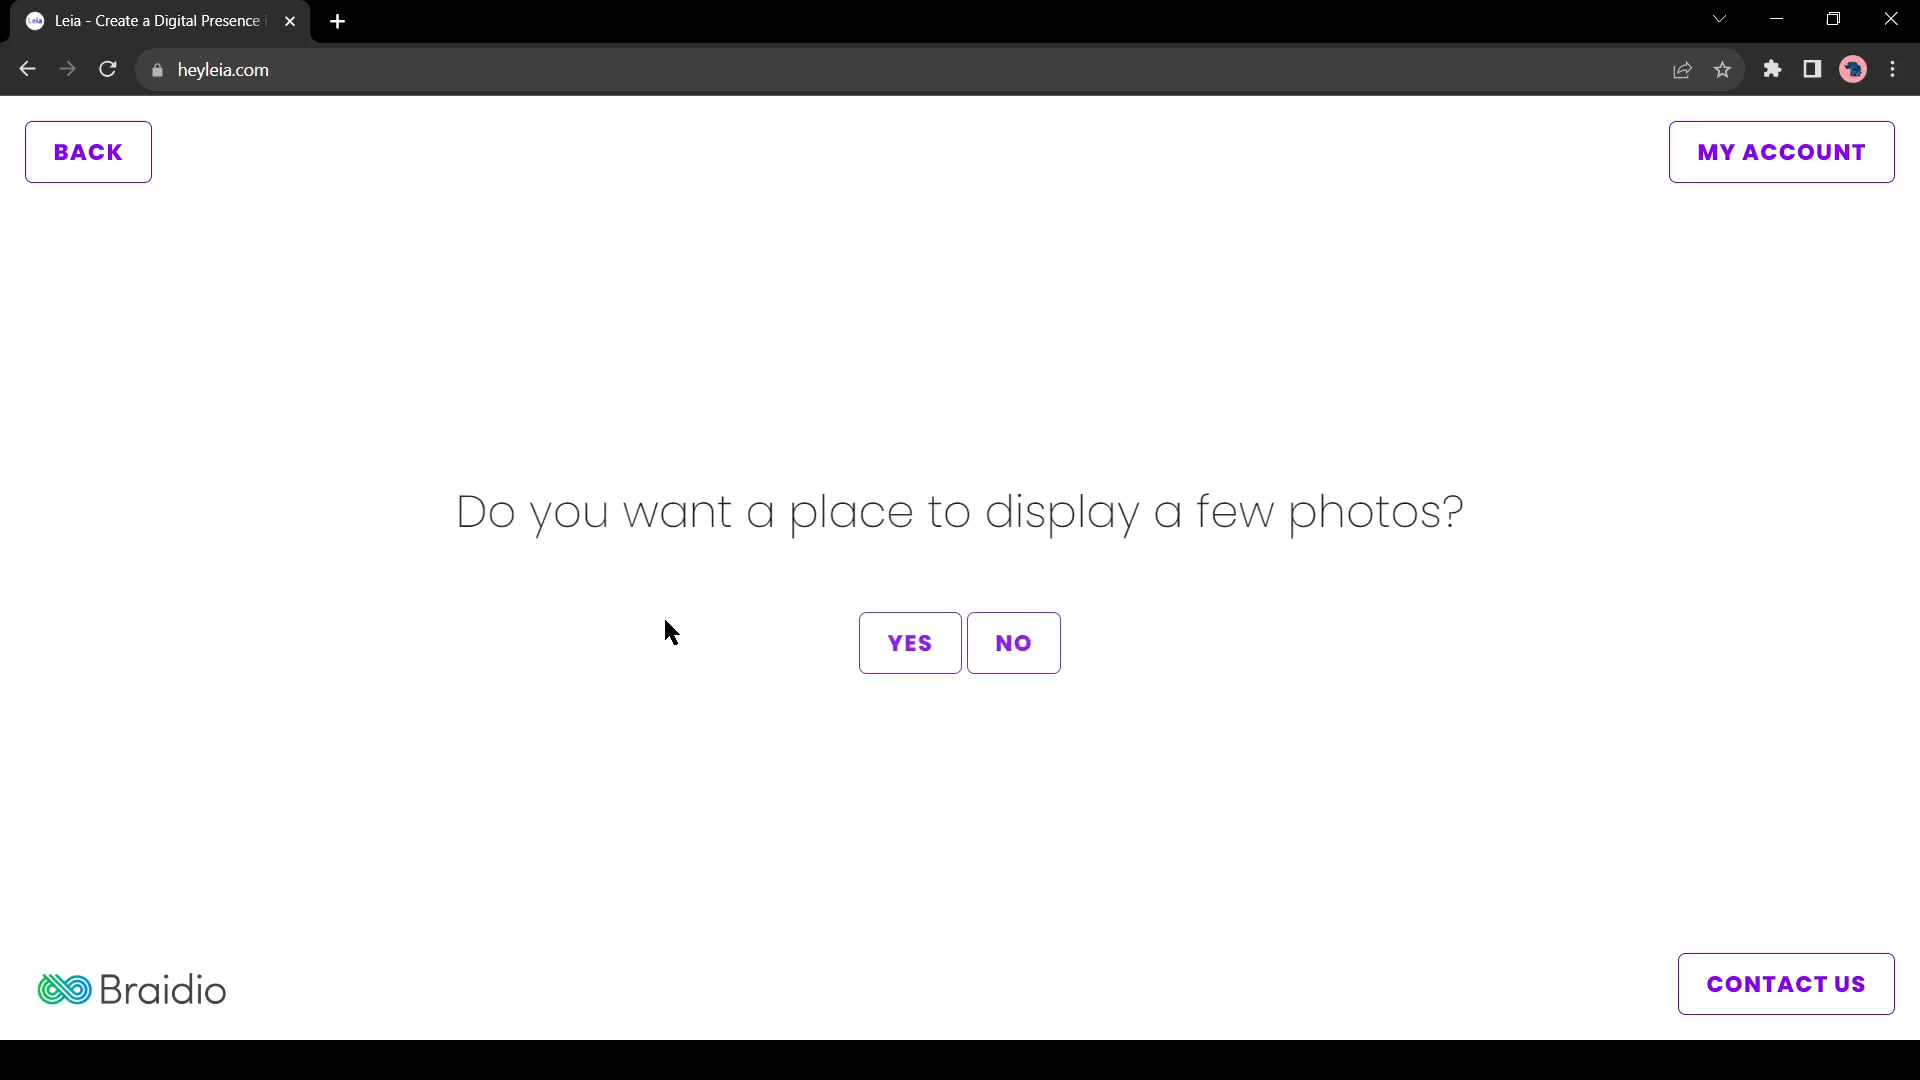 Leia - Create a Digital Presence i
heyleia.com
BACK
MY ACCOUNT
Do you want a place to display a few photos?
YES
NO
Braidio
CONTACT US